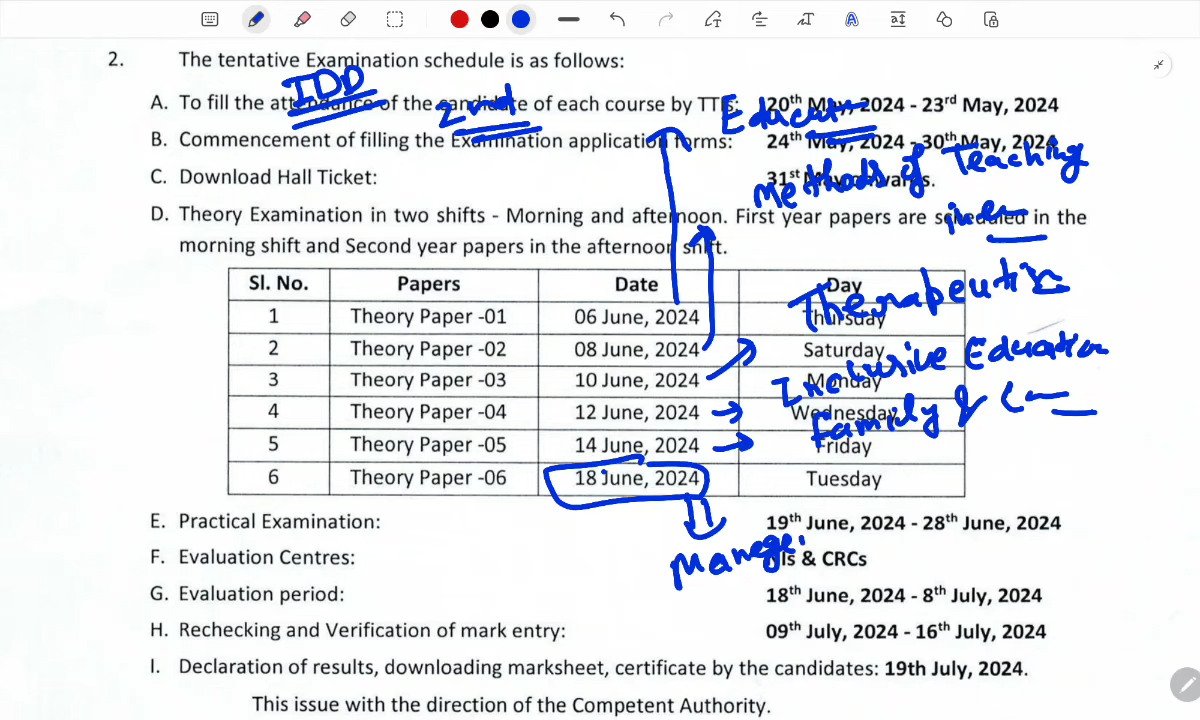 2. The tentative Examination schedule is as follows:
IDD
A. To fill the attendance of the candidate of each course by TTIs: 20th May, 2024 - 23rd May, 2024
2nd
Educat
B. Commencement of filling the Examination application forms: 24th May, 2024 - 30th May, 2024
Methods of Teaching
C. Download Hall Ticket: 31st May onwards.
D. Theory Examination in two shifts - Morning and afternoon. First year papers are scheduled in the
morning shift and Second year papers in the afternoon shift.
Sl. No. Papers Date Day
Therapeutic
1 Theory Paper -01 06 June, 2024 Thursday
2 Theory Paper -02 08 June, 2024 Saturday
Inclusive Education
3 Theory Paper -03 10 June, 2024 Monday
4 Theory Paper -04 12 June, 2024 Wednesday
Family &
5 Theory Paper -05 14 June, 2024 Friday
6 Theory Paper -06 18 June, 2024 Tuesday
E. Practical Examination: 19th June, 2024 - 28th June, 2024
Manage.
F. Evaluation Centres: NIs & CRCs
G. Evaluation period: 18th June, 2024 - 8th July, 2024
H. Rechecking and Verification of mark entry: 09th July, 2024 - 16th July, 2024
I. Declaration of results, downloading marksheet, certificate by the candidates: 19th July, 2024.
This issue with the direction of the Competent Authority.